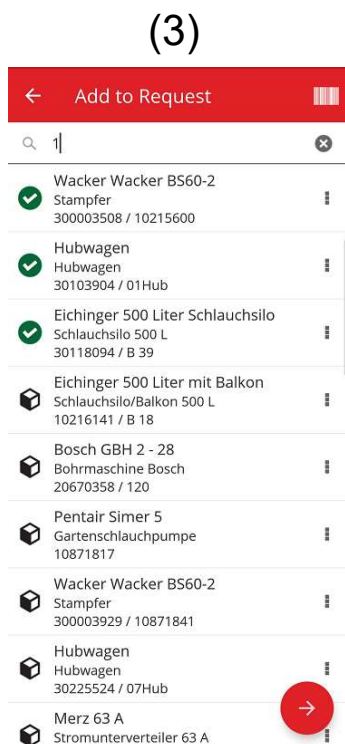 (3)
Add to Request
1
Wacker Wacker BS60-2
Stampfer
300003508 / 10215600
Hubwagen
Hubwagen
30103904 / 01Hub
Eichinger 500 Liter Schlauchsilo
Schlauchsilo 500 L
30118094 / B 39
Eichinger 500 Liter mit Balkon
Schlauchsilo/Balkon 500 L
10216141 / B 18
Bosch GBH 2 - 28
Bohrmaschine Bosch
20670358 / 120
Pentair Simer 5
Gartenschlauchpumpe
10871817
Wacker Wacker BS60-2
Stampfer
300003929 / 10871841
Hubwagen
Hubwagen
30225524 / 07Hub
Merz 63 A
Stromunterverteiler 63 A